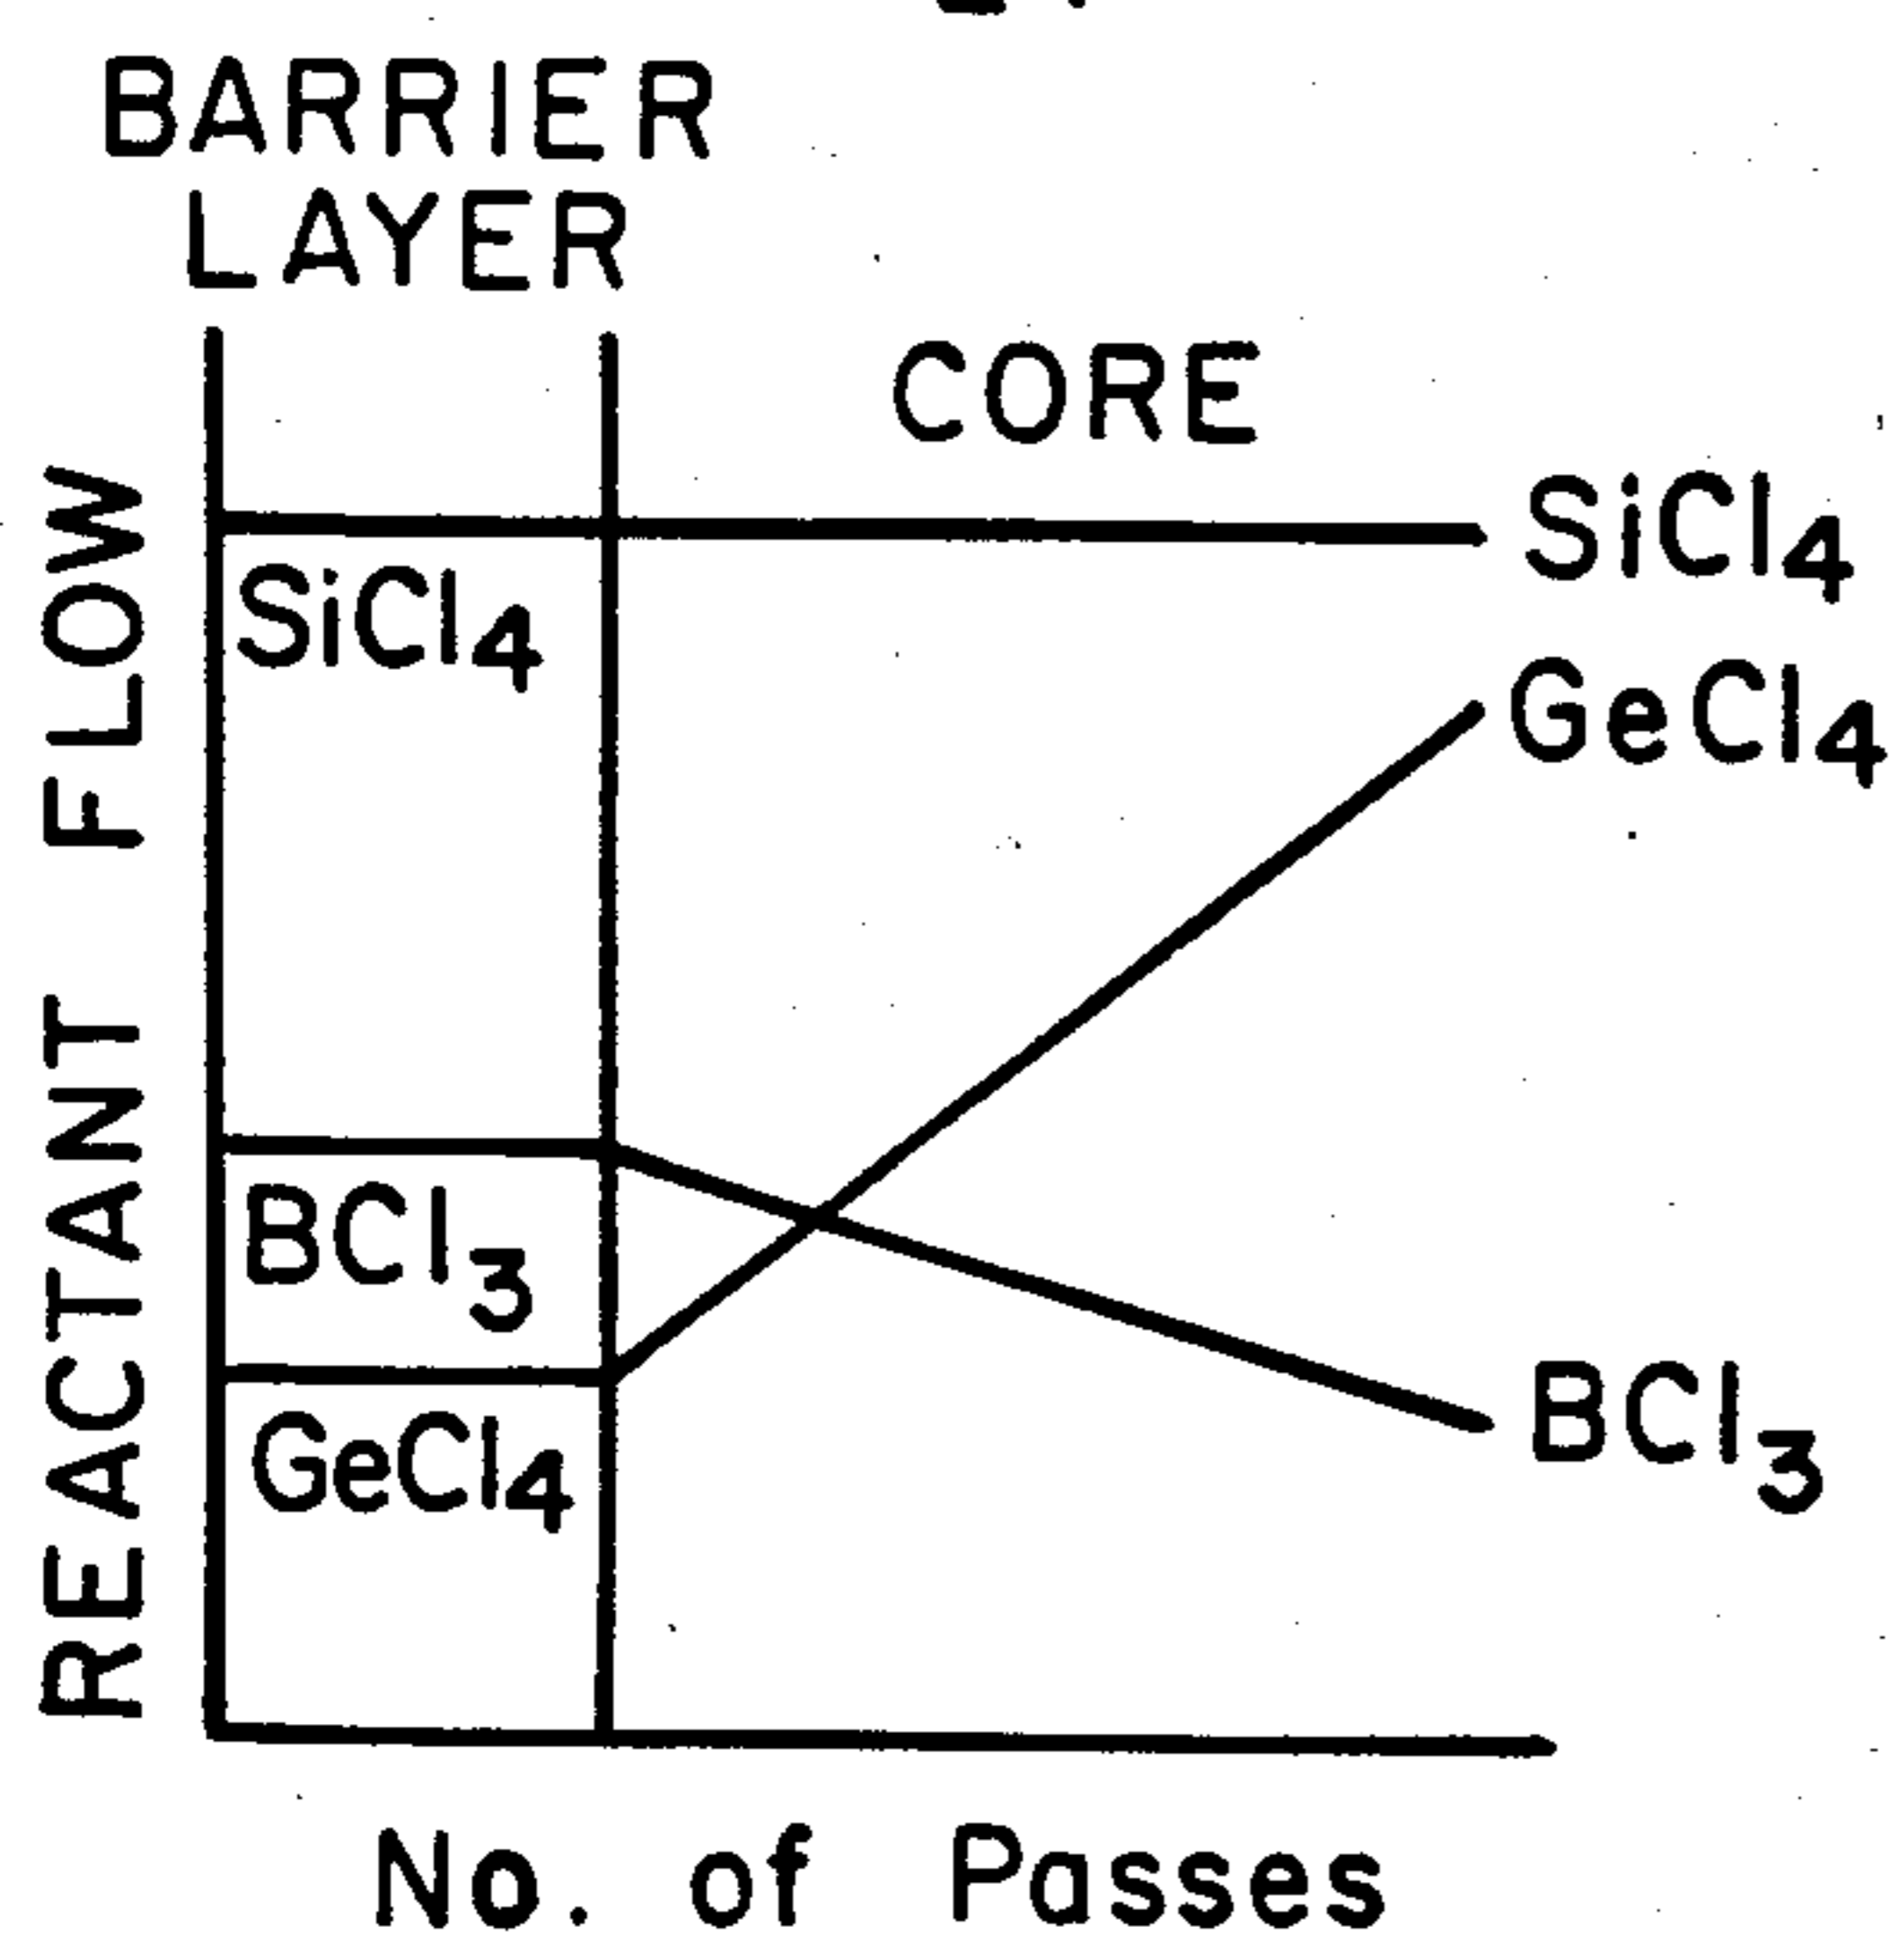 BARRIER
LAYER
CORE
SiCl4
SiCl4
GeCl4
BCl3
BCl3
GeCl4
REACTANT FLOW
No. of Passes